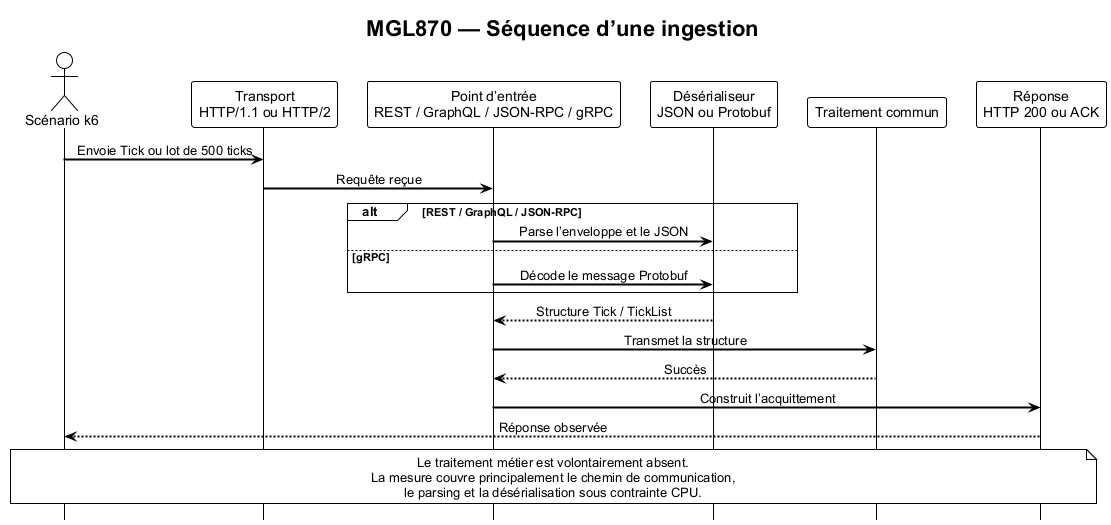 MGL870 — Séquence d’une ingestion
Scénario k6
Transport
HTTP/1.1 ou HTTP/2
Point d’entrée
REST / GraphQL / JSON-RPC / gRPC
Désérialiseur
JSON ou Protobuf
Traitement commun
Réponse
HTTP 200 ou ACK
Envoie Tick ou lot de 500 ticks
Requête reçue
alt
[REST / GraphQL / JSON-RPC]
Parse l’enveloppe et le JSON
[gRPC]
Décode le message Protobuf
Structure Tick / TickList
Transmet la structure
Succès
Construit l’acquittement
Réponse observée
Le traitement métier est volontairement absent.
La mesure couvre principalement le chemin de communication,
le parsing et la désérialisation sous contrainte CPU.